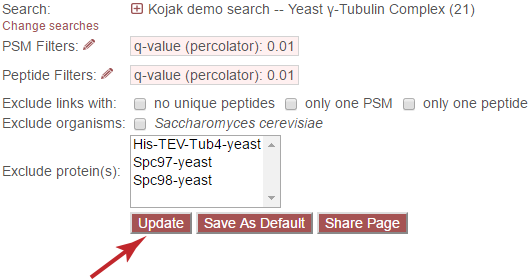 Search: Kojak demo search -- Yeast γ-Tubulin Complex (21)
Change searches
PSM Filters: q-value (percolator): 0.01
Peptide Filters: q-value (percolator): 0.01
Exclude links with: no unique peptides only one PSM only one peptide
Exclude organisms: Saccharomyces cerevisiae
His-TEV-Tub4-yeast
Spc97-yeast
Exclude protein(s): Spc98-yeast
Update Save As Default Share Page